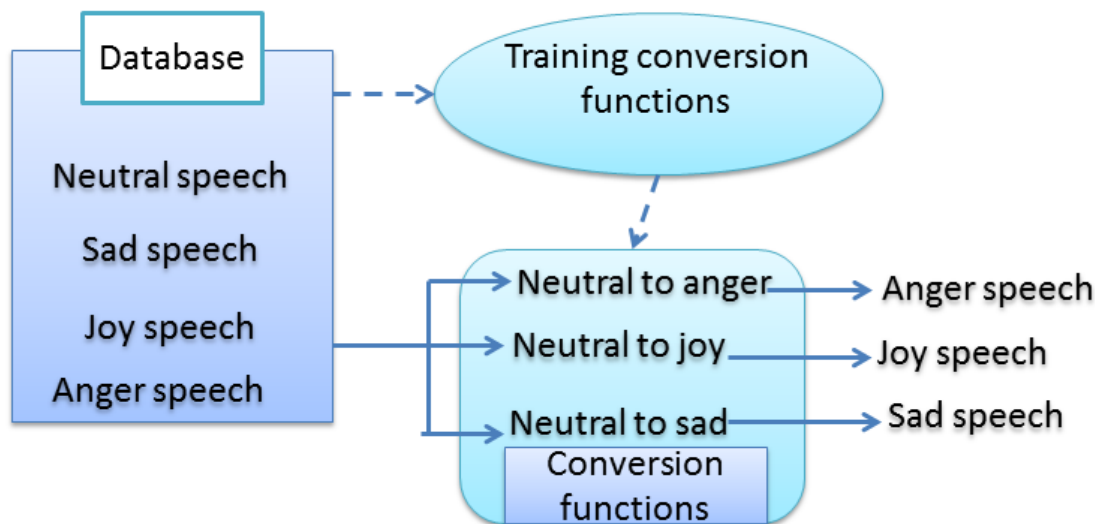 Database
Neutral speech
Sad speech
Joy speech
Anger speech
Training conversion
functions
Neutral to anger
Neutral to joy
Neutral to sad
Conversion
functions
Anger speech
Joy speech
Sad speech